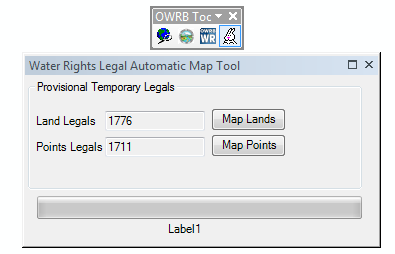 OWRB Toc
OWRB
WR
Water Rights Legal Automatic Map Tool
Provisional Temporary Legals
Land Legals 1776 Map Lands
Points Legals 1711 Map Points
Label1